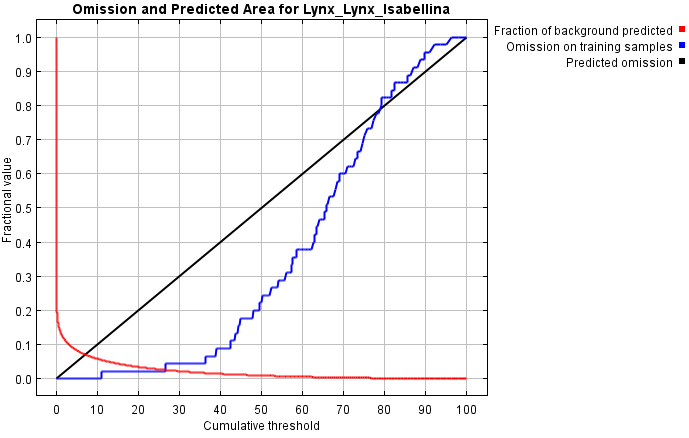 Omission and Predicted Area for Lynx_Lynx_Isabellina
Fraction of background predicted
Omission on training samples
Predicted omission
Fractional value
1.0
0.9
0.8
0.7
0.6
0.5
0.4
0.3
0.2
0.1
0.0
0 10 20 30 40 50 60 70 80 90 100
Cumulative threshold